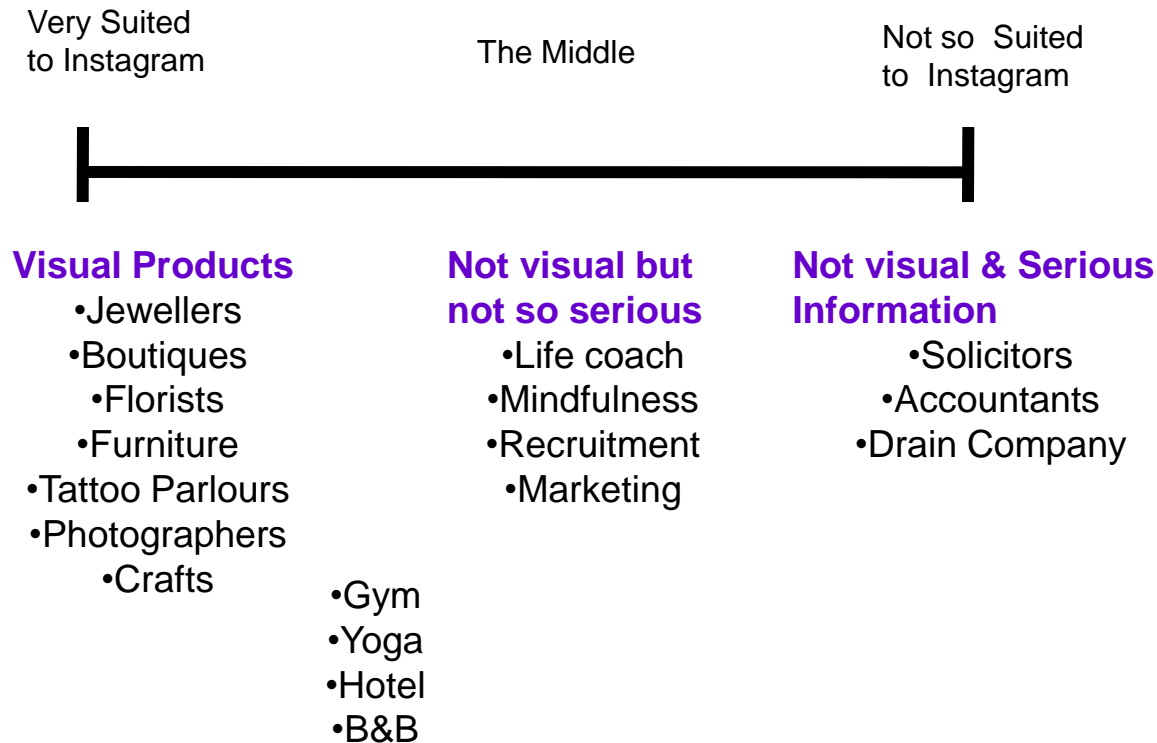 Very Suited
to Instagram
The Middle
Not so Suited
to Instagram
Visual Products
•Jewellers
•Boutiques
•Florists
•Furniture
•Tattoo Parlours
•Photographers
•Crafts
•Gym
•Yoga
•Hotel
•B&B
Not visual but
not so serious
•Life coach
•Mindfulness
•Recruitment
•Marketing
Not visual & Serious
Information
•Solicitors
•Accountants
•Drain Company